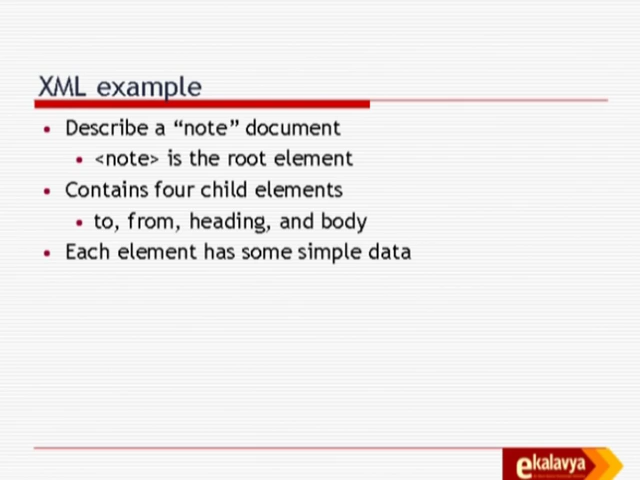 XML example
• Describe a “note” document
• <note> is the root element
• Contains four child elements
• to, from, heading, and body
• Each element has some simple data
ekalavya